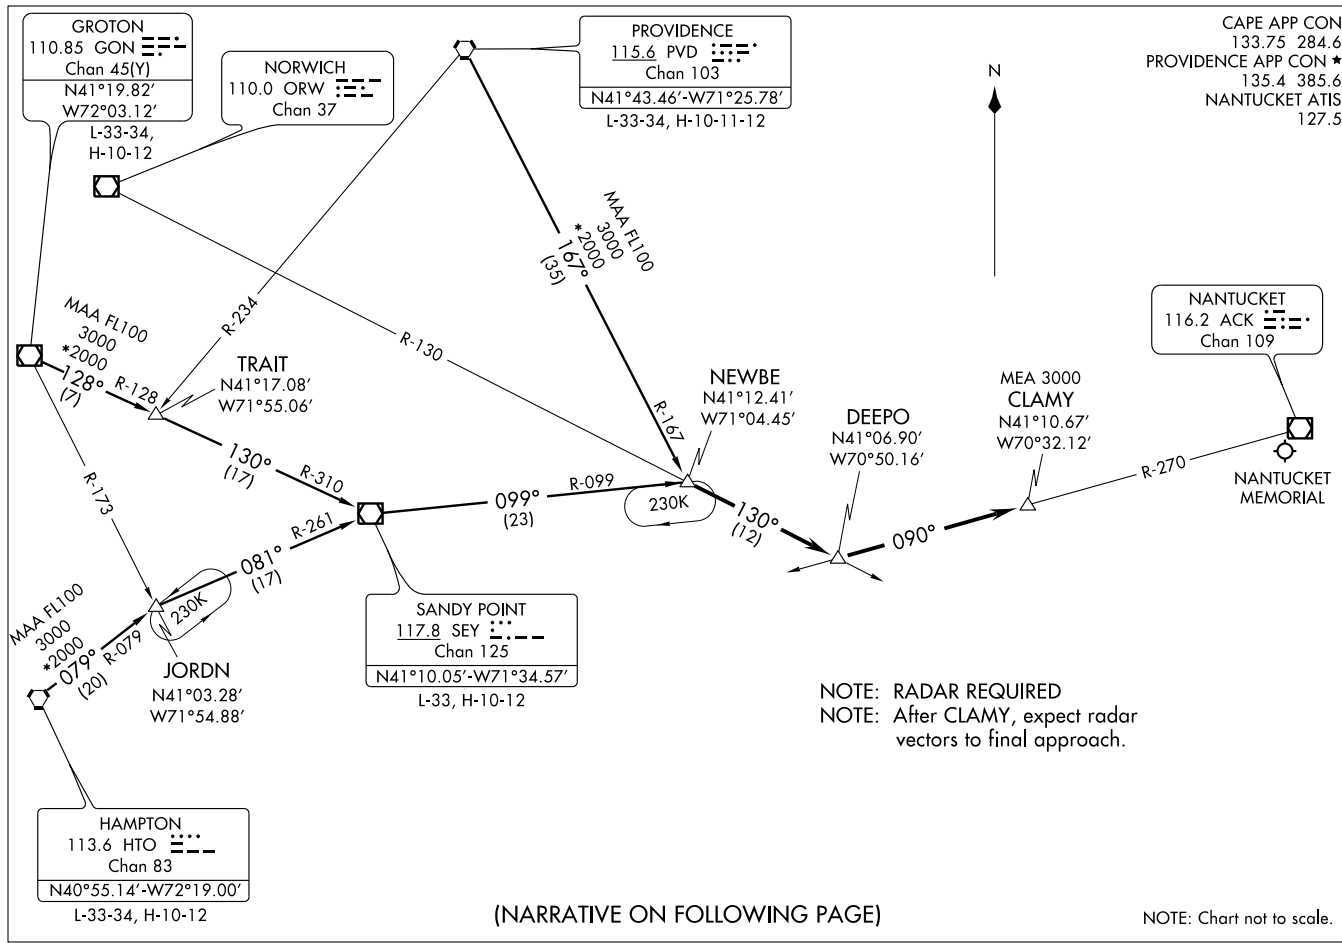 GROTON
110.85 GON
Chan 45(Y)
N41°19.82′
W72°03.12′
L-33-34,
H-10-12
NORWICH
110.0 ORW
Chan 37
PROVIDENCE
115.6 PVD
Chan 103
N41°43.46′-W71°25.78′
L-33-34, H-10-11-12
CAPE APP CON
133.75 284.6
PROVIDENCE APP CON ★
135.4 385.6
NANTUCKET ATIS
127.5
N
MAA FL100
3000
*2000
167°
(35)
R-234
R-130
R-167
MAA FL100
3000
*2000
128°
(7)
R-128
TRAIT
N41°17.08′
W71°55.06′
NANTUCKET
116.2 ACK
Chan 109
NEWBE
N41°12.41′
W71°04.45′
DEEPO
N41°06.90′
W70°50.16′
MEA 3000
CLAMY
N41°10.67′
W70°32.12′
R-270
NANTUCKET
MEMORIAL
130°
(17)
R-310
R-173
099°
(23)
R-099
230K
130°
(12)
090°
081°
(17)
R-261
230K
MAA FL100
3000
*2000
079°
(20)
R-079
JORDN
N41°03.28′
W71°54.88′
SANDY POINT
117.8 SEY
Chan 125
N41°10.05′-W71°34.57′
L-33, H-10-12
NOTE: RADAR REQUIRED
NOTE: After CLAMY, expect radar
vectors to final approach.
HAMPTON
113.6 HTO
Chan 83
N40°55.14′-W72°19.00′
L-33-34, H-10-12
(NARRATIVE ON FOLLOWING PAGE)
NOTE: Chart not to scale.